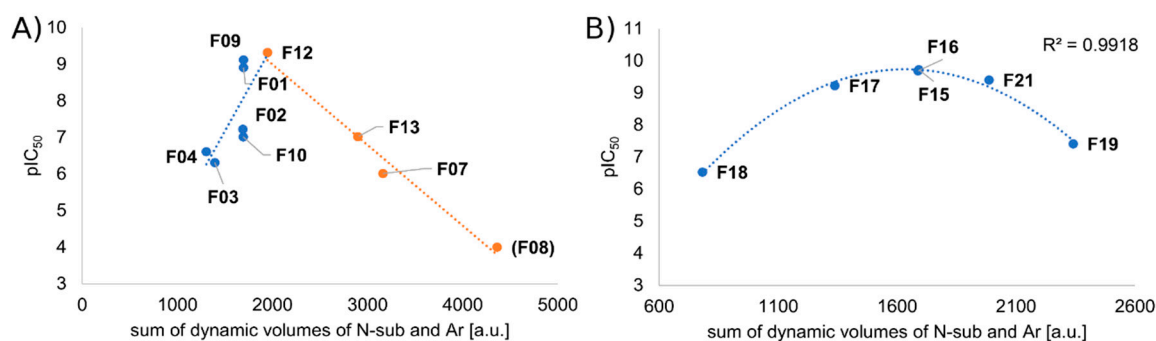 A)
pIC50
10
9
8
7
6
5
4
3
0
1000
2000
3000
4000
5000
F09
F12
F01
F02
F13
F04
F10
F07
F03
(F08)
sum of dynamic volumes of N-sub and Ar [a.u.]
B)
pIC50
11
10
9
8
7
6
5
4
3
600
1100
1600
2100
2600
R² = 0.9918
F16
F17
F15
F21
F18
F19
sum of dynamic volumes of N-sub and Ar [a.u.]